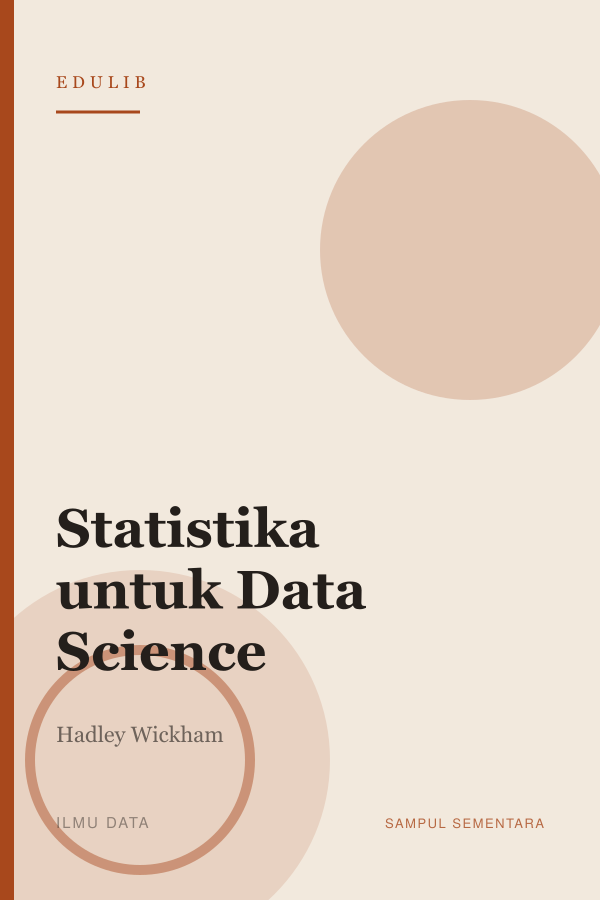 EDULIB
Statistika
untuk Data
Science
Hadley Wickham
ILMU DATA
SAMPUL SEMENTARA